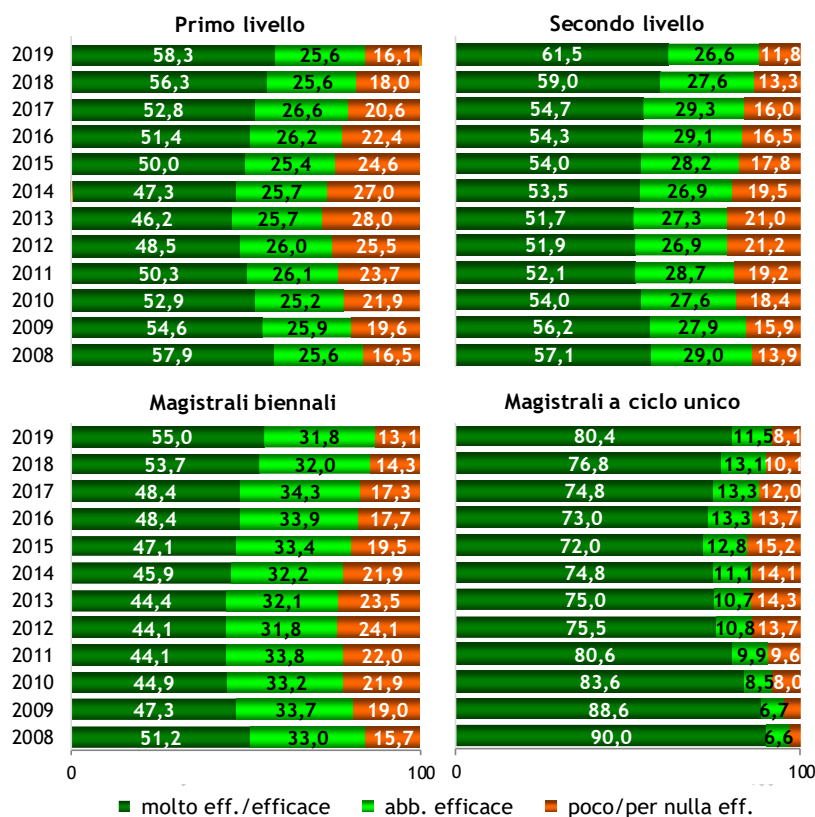 Primo livello
Secondo livello
2019 58,3 25,6 16,1 61,5 26,6 11,8
2018 56,3 25,6 18,0 59,0 27,6 13,3
2017 52,8 26,6 20,6 54,7 29,3 16,0
2016 51,4 26,2 22,4 54,3 29,1 16,5
2015 50,0 25,4 24,6 54,0 28,2 17,8
2014 47,3 25,7 27,0 53,5 26,9 19,5
2013 46,2 25,7 28,0 51,7 27,3 21,0
2012 48,5 26,0 25,5 51,9 26,9 21,2
2011 50,3 26,1 23,7 52,1 28,7 19,2
2010 52,9 25,2 21,9 54,0 27,6 18,4
2009 54,6 25,9 19,6 56,2 27,9 15,9
2008 57,9 25,6 16,5 57,1 29,0 13,9
Magistrali biennali
Magistrali a ciclo unico
2019 55,0 31,8 13,1 80,4 11,5 8,1
2018 53,7 32,0 14,3 76,8 13,1 10,1
2017 48,4 34,3 17,3 74,8 13,3 12,0
2016 48,4 33,9 17,7 73,0 13,3 13,7
2015 47,1 33,4 19,5 72,0 12,8 15,2
2014 45,9 32,2 21,9 74,8 11,1 14,1
2013 44,4 32,1 23,5 75,0 10,7 14,3
2012 44,1 31,8 24,1 75,5 10,8 13,7
2011 44,1 33,8 22,0 80,6 9,9 9,6
2010 44,9 33,2 21,9 83,6 8,5 8,0
2009 47,3 33,7 19,0 88,6 6,7
2008 51,2 33,0 15,7 90,0 6,6
0 100 0 100
molto eff./efficace abb. efficace poco/per nulla eff.